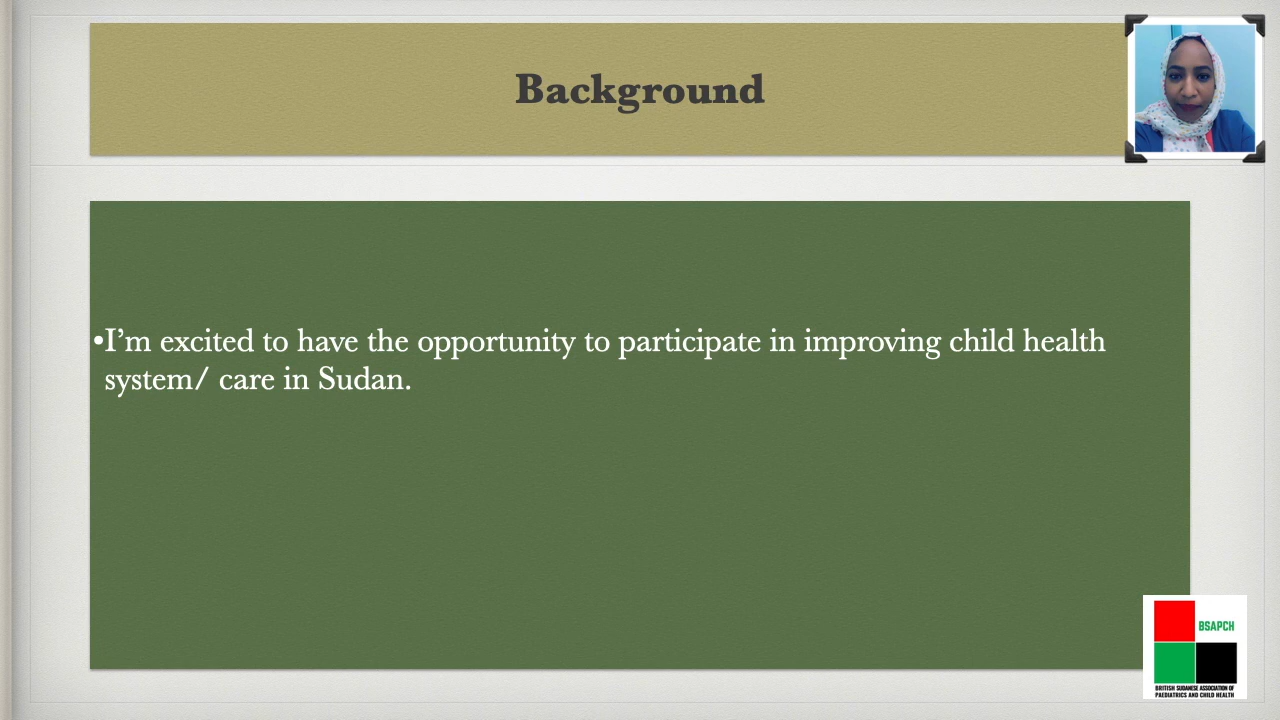 Background
•I’m excited to have the opportunity to participate in improving child health
system/ care in Sudan.
BSAPCH
BRITISH SUDANESE ASSOCIATION OF
PAEDIATRICS AND CHILD HEALTH